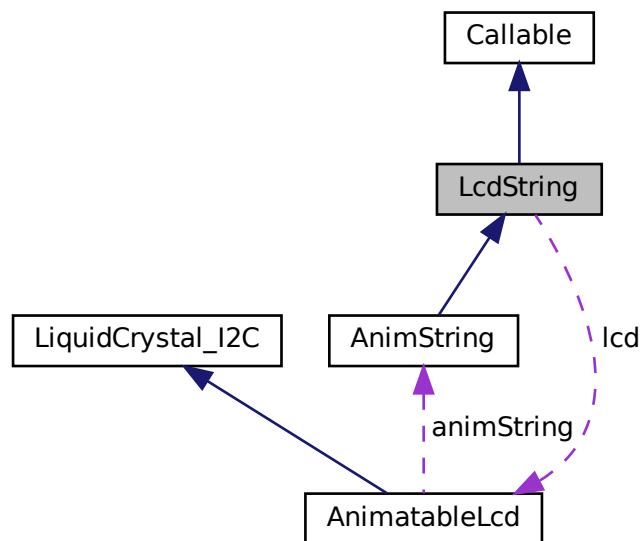 Callable
LcdString
LiquidCrystal_I2C
AnimString
lcd
animString
AnimatableLcd